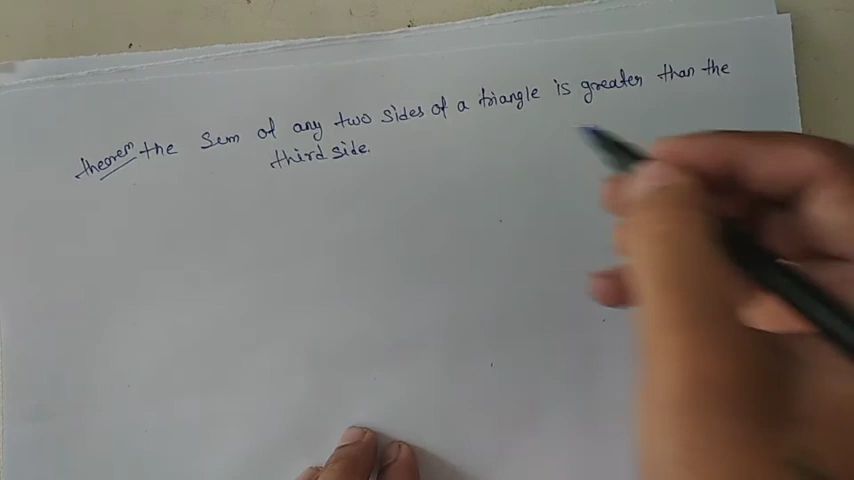 theorem the sum of any two sides of a triangle is greater than the
third side.